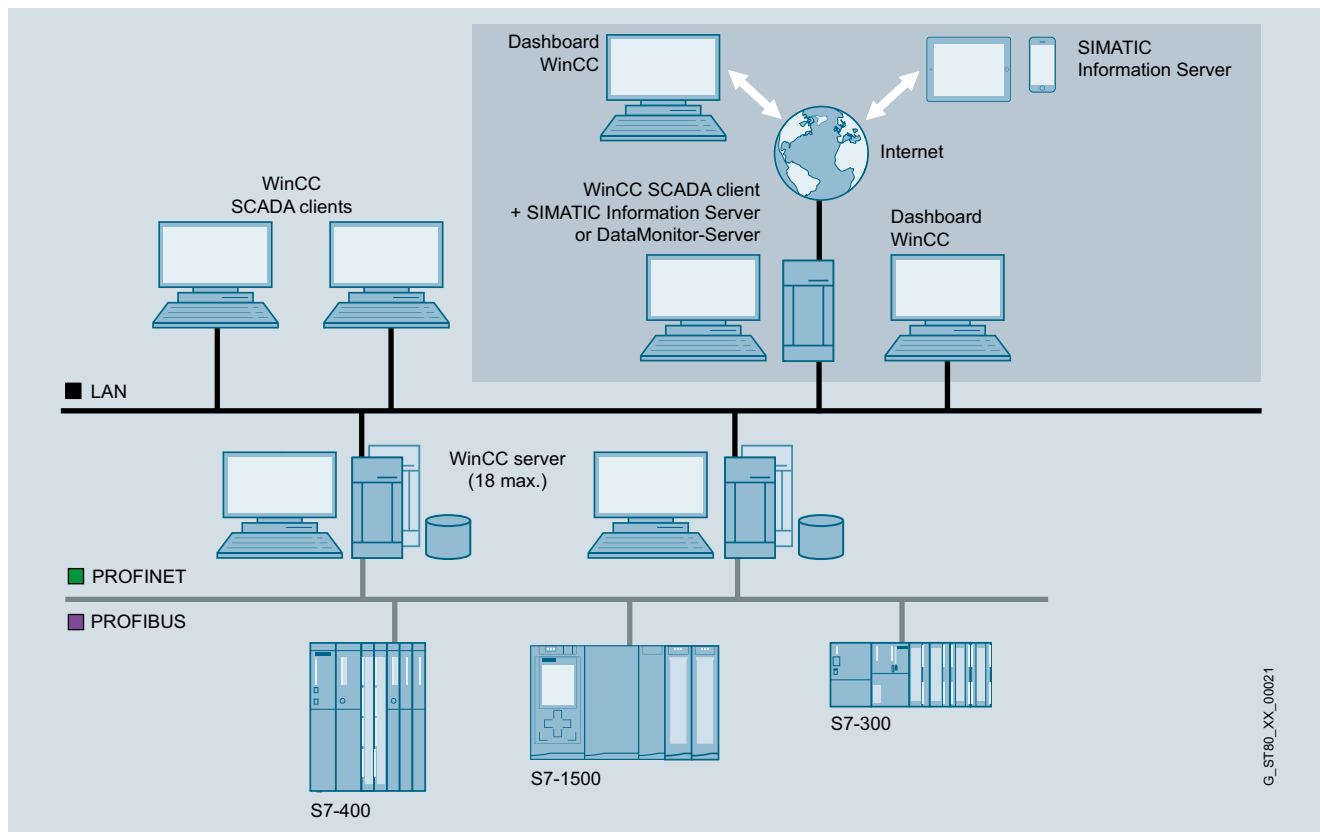 Dashboard
WinCC
SIMATIC
Information Server
Internet
WinCC
SCADA clients
WinCC SCADA client
+ SIMATIC Information Server
or DataMonitor-Server
Dashboard
WinCC
LAN
WinCC server
(18 max.)
PROFINET
PROFIBUS
S7-400
S7-1500
S7-300
G_ST80_XX_00021